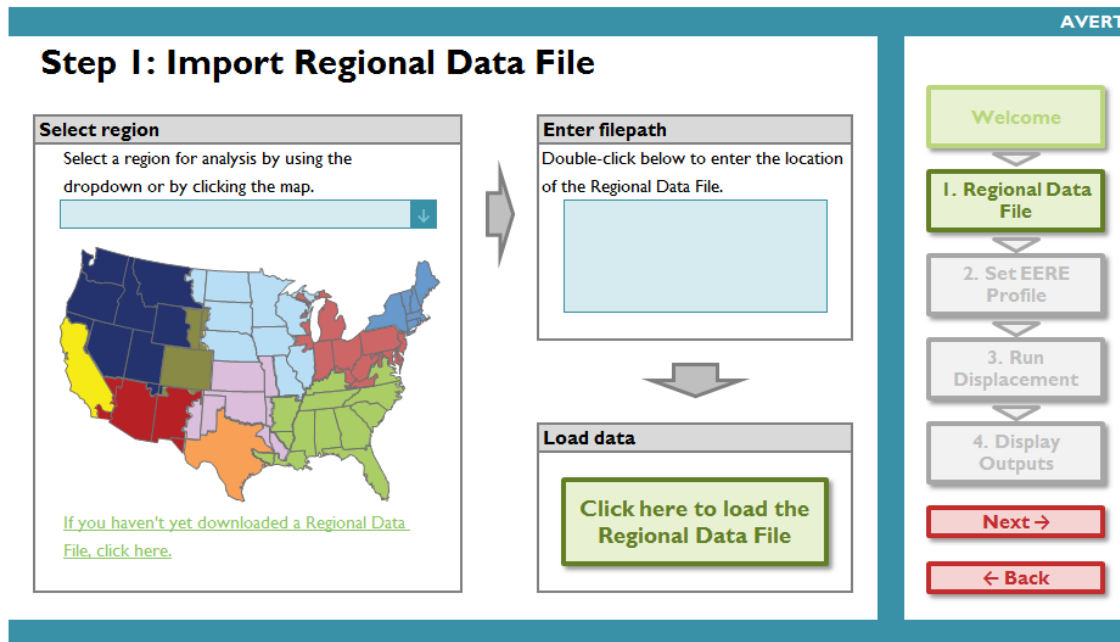 AVERT
Step 1: Import Regional Data File
Select region
Select a region for analysis by using the
dropdown or by clicking the map.
If you haven't yet downloaded a Regional Data
File, click here.
Enter filepath
Double-click below to enter the location
of the Regional Data File.
Load data
Click here to load the
Regional Data File
Welcome
1. Regional Data
File
2. Set EERE
Profile
3. Run
Displacement
4. Display
Outputs
Next →
← Back